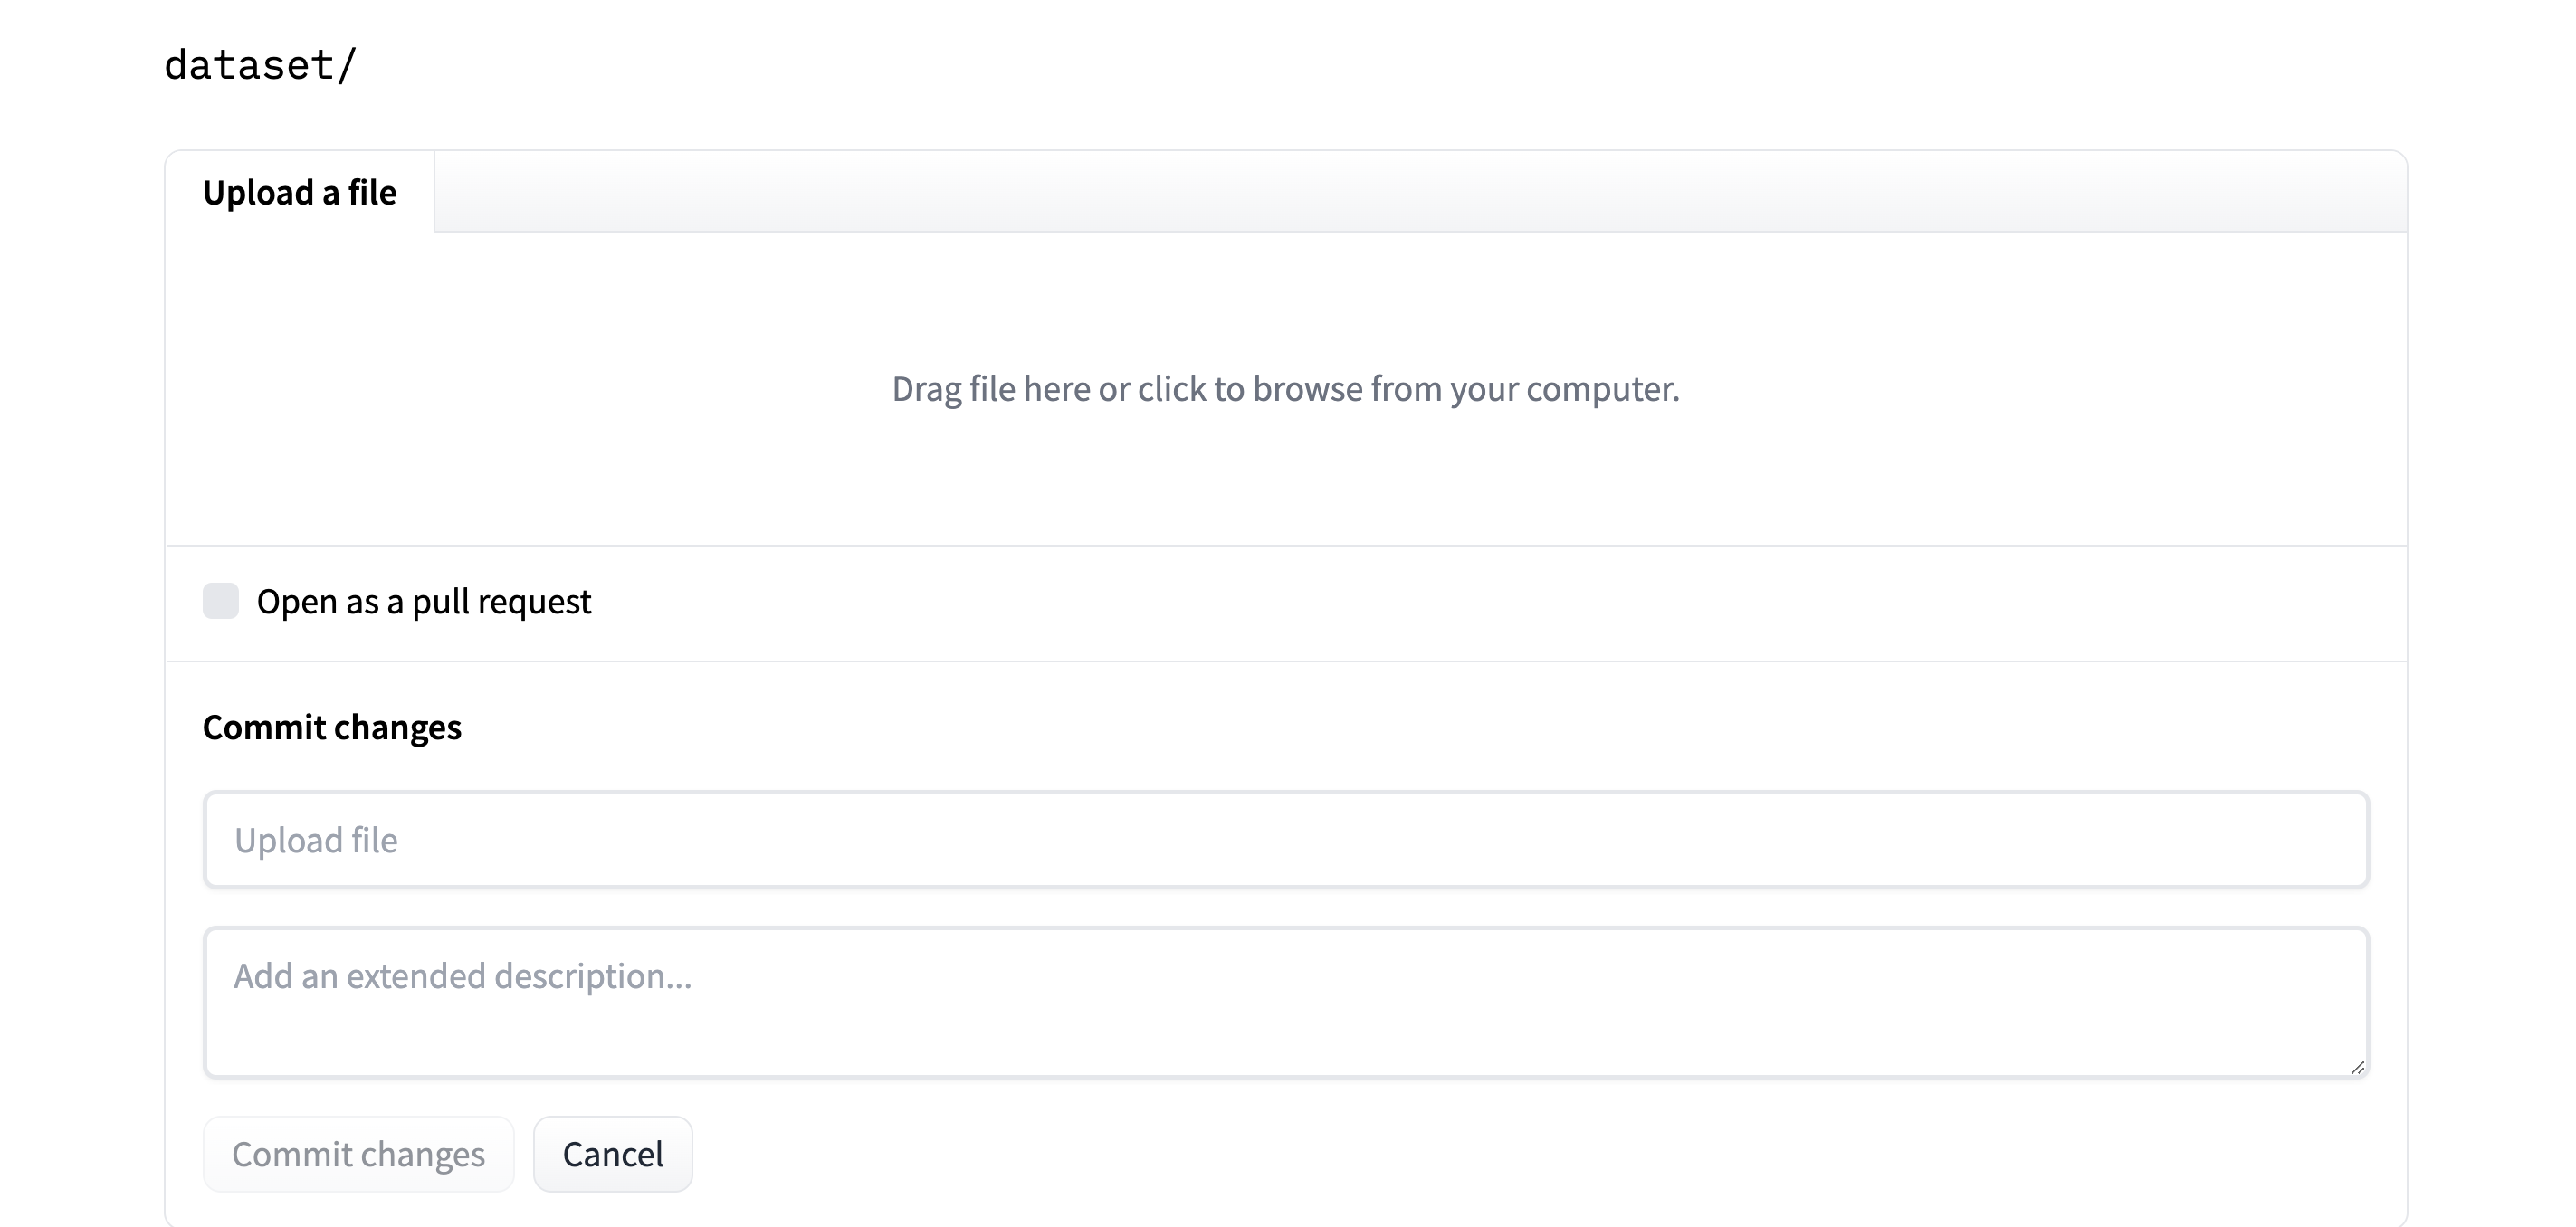 dataset/
Upload a file
Drag file here or click to browse from your computer.
Open as a pull request
Commit changes
Upload file
Add an extended description...
Commit changes
Cancel